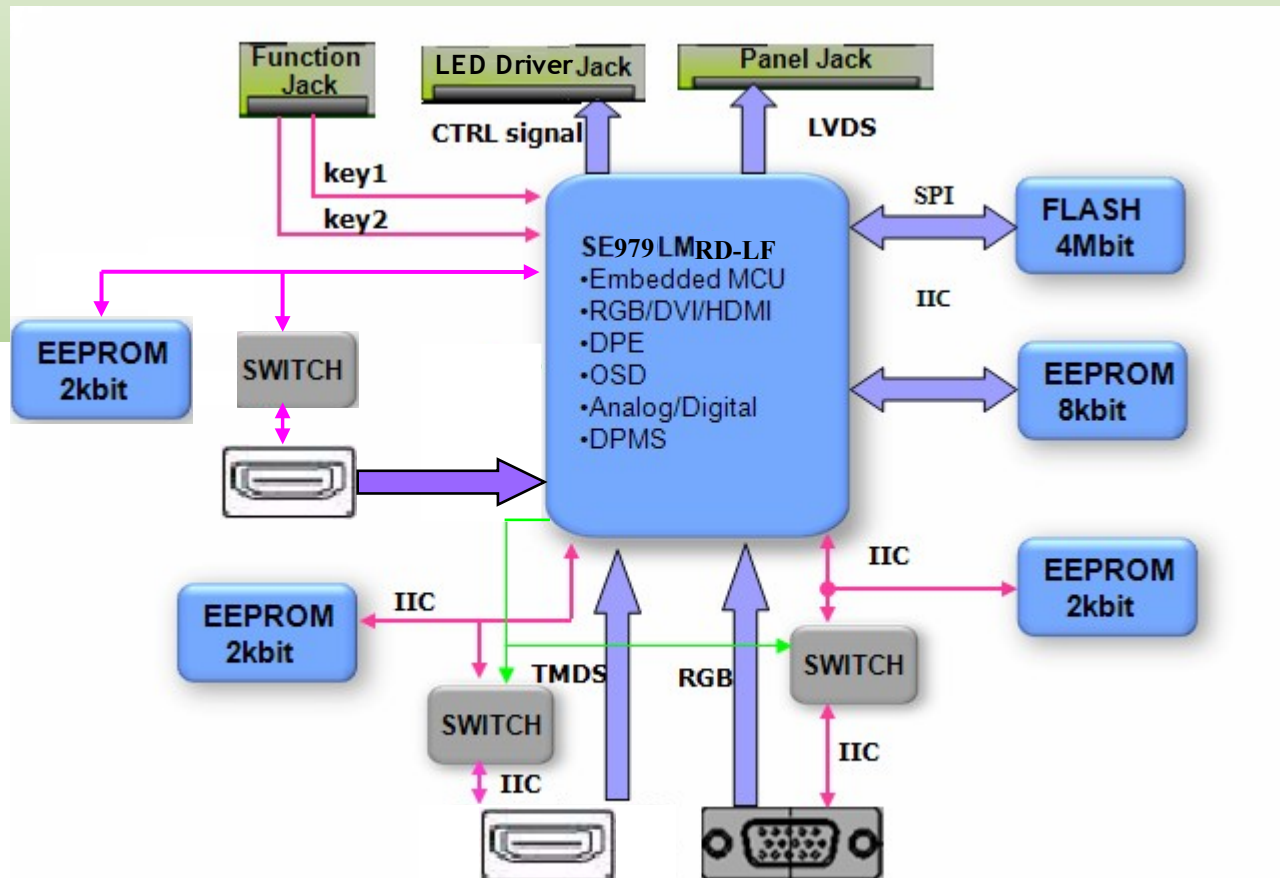 Function
Jack
LED Driver Jack
Panel Jack
CTRL signal
LVDS
key1
key2
SPI
FLASH
4Mbit
SE979LMRD-LF
•Embedded MCU
•RGB/DVI/HDMI
•DPE
•OSD
•Analog/Digital
•DPMS
IIC
EEPROM
2kbit
SWITCH
EEPROM
8kbit
IIC
EEPROM
2kbit
IIC
EEPROM
2kbit
TMDS
RGB
SWITCH
SWITCH
IIC
IIC